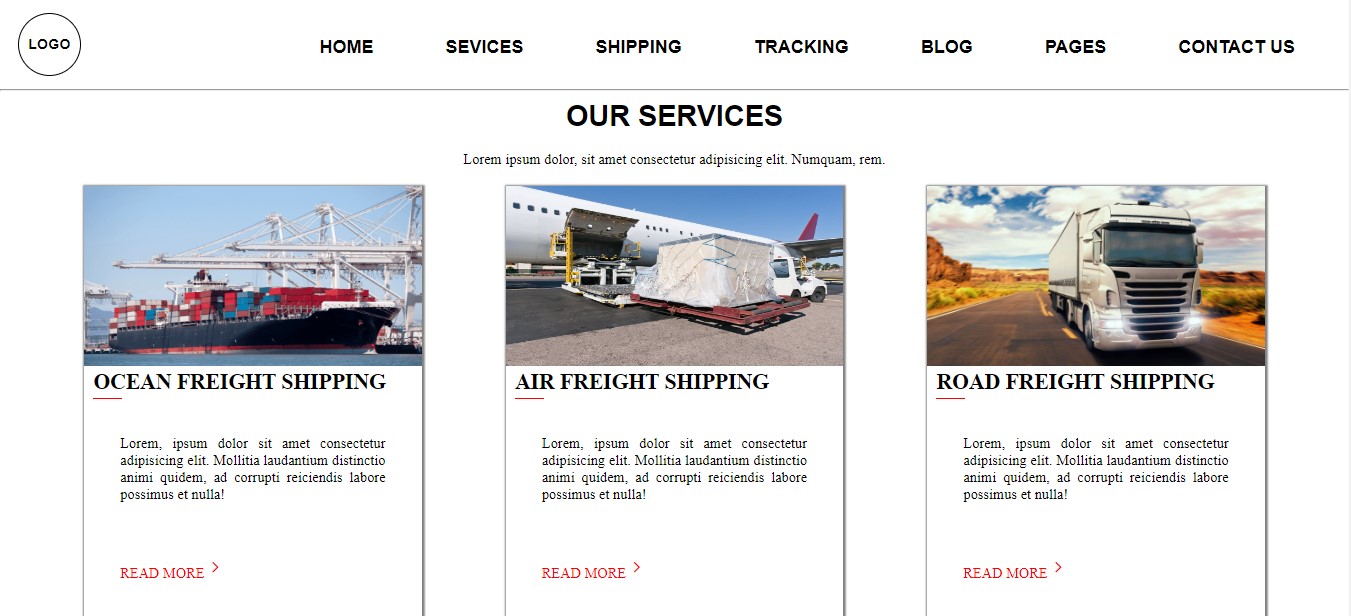 LOGO
HOME SEVICES SHIPPING TRACKING BLOG PAGES CONTACT US
OUR SERVICES
Lorem ipsum dolor, sit amet consectetur adipisicing elit. Numquam, rem.
OCEAN FREIGHT SHIPPING
Lorem, ipsum dolor sit amet consectetur
adipisicing elit. Mollitia laudantium distinctio
animi quidem, ad corrupti reiciendis labore
possimus et nulla!
READ MORE
AIR FREIGHT SHIPPING
Lorem, ipsum dolor sit amet consectetur
adipisicing elit. Mollitia laudantium distinctio
animi quidem, ad corrupti reiciendis labore
possimus et nulla!
READ MORE
ROAD FREIGHT SHIPPING
Lorem, ipsum dolor sit amet consectetur
adipisicing elit. Mollitia laudantium distinctio
animi quidem, ad corrupti reiciendis labore
possimus et nulla!
READ MORE